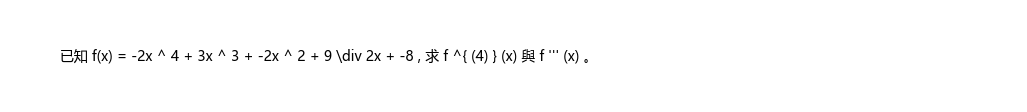 已知 f(x) = -2x ^ 4 + 3x ^ 3 + -2x ^ 2 + 9 \div 2x + -8 , 求 f ^{ (4) } (x) 與 f ''' (x) 。